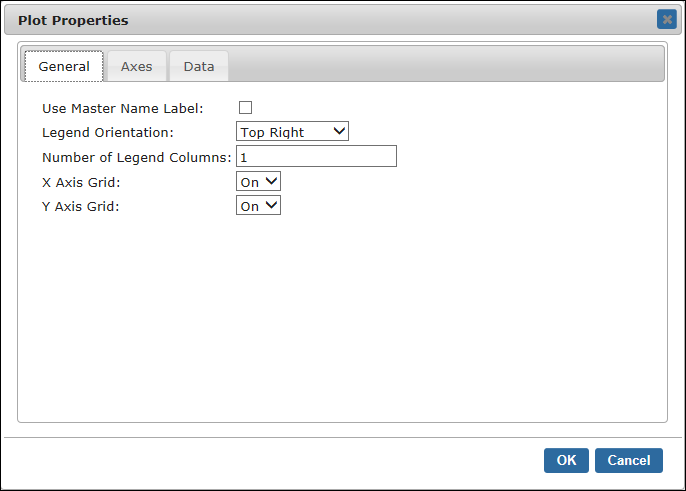 Plot Properties
General Axes Data
Use Master Name Label:
Legend Orientation: Top Right
Number of Legend Columns: 1
X Axis Grid: On
Y Axis Grid: On
OK Cancel